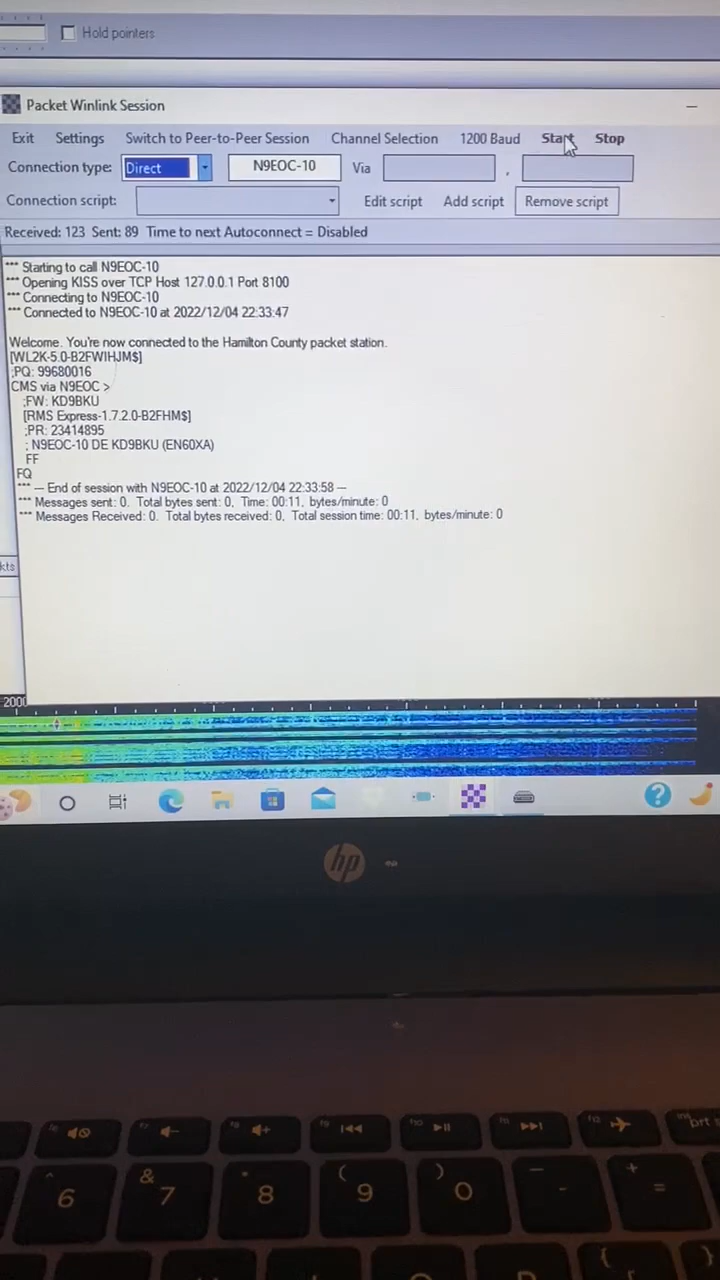 Hold pointers
Packet Winlink Session
Exit Settings Switch to Peer-to-Peer Session Channel Selection 1200 Baud Start Stop
Connection type: Direct N9EOC-10 Via ,
Connection script: Edit script Add script Remove script
Received: 123 Sent: 89 Time to next Autoconnect = Disabled
*** Starting to call N9EOC-10
*** Opening KISS over TCP Host 127.0.0.1 Port 8100
*** Connecting to N9EOC-10
*** Connected to N9EOC-10 at 2022/12/04 22:33:47
Welcome. You're now connected to the Hamilton County packet station.
[WL2K-5.0-B2FWIHJM$]
;PQ: 99680016
CMS via N9EOC >
;FW: KD9BKU
[RMS Express-1.7.2.0-B2FHM$]
;PR: 23414895
; N9EOC-10 DE KD9BKU (EN60XA)
FF
FQ
*** --- End of session with N9EOC-10 at 2022/12/04 22:33:58 ---
*** Messages sent: 0. Total bytes sent: 0, Time: 00:11, bytes/minute: 0
*** Messages Received: 0. Total bytes received: 0, Total session time: 00:11, bytes/minute: 0
kts
2000
?
hp
f10 f12
& * ( ) — +
6 7 8 9 0 - =
{ }